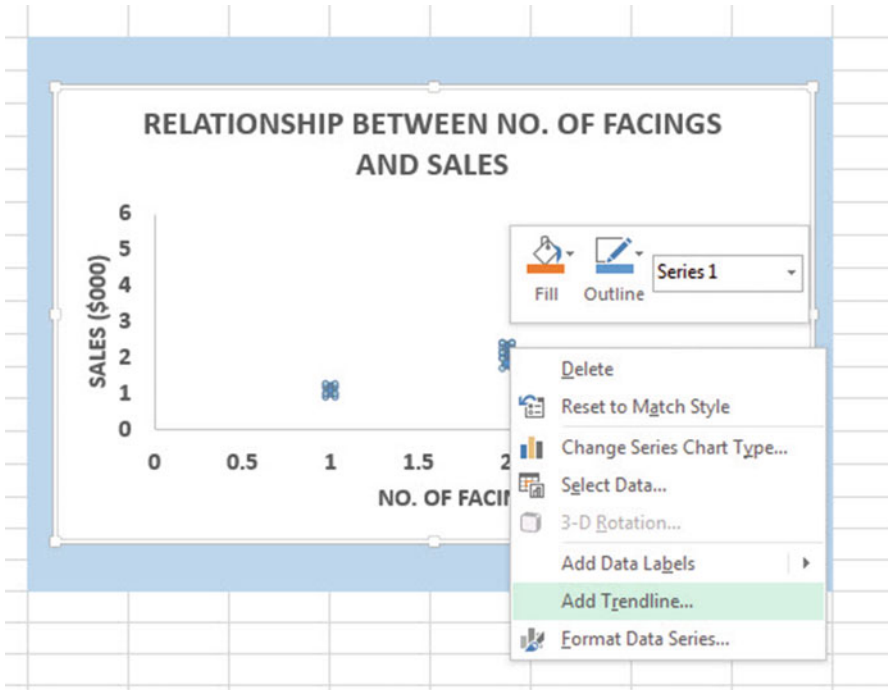 RELATIONSHIP BETWEEN NO. OF FACINGS
AND SALES
6
5
4
3
2
1
0
SALES ($000)
0 0.5 1 1.5 2
NO. OF
Series 1
Fill Outline
Delete
Reset to Match Style
Change Series Chart Type...
Select Data...
3-D Rotation...
Add Data Labels
Add Trendline...
Format Data Series...